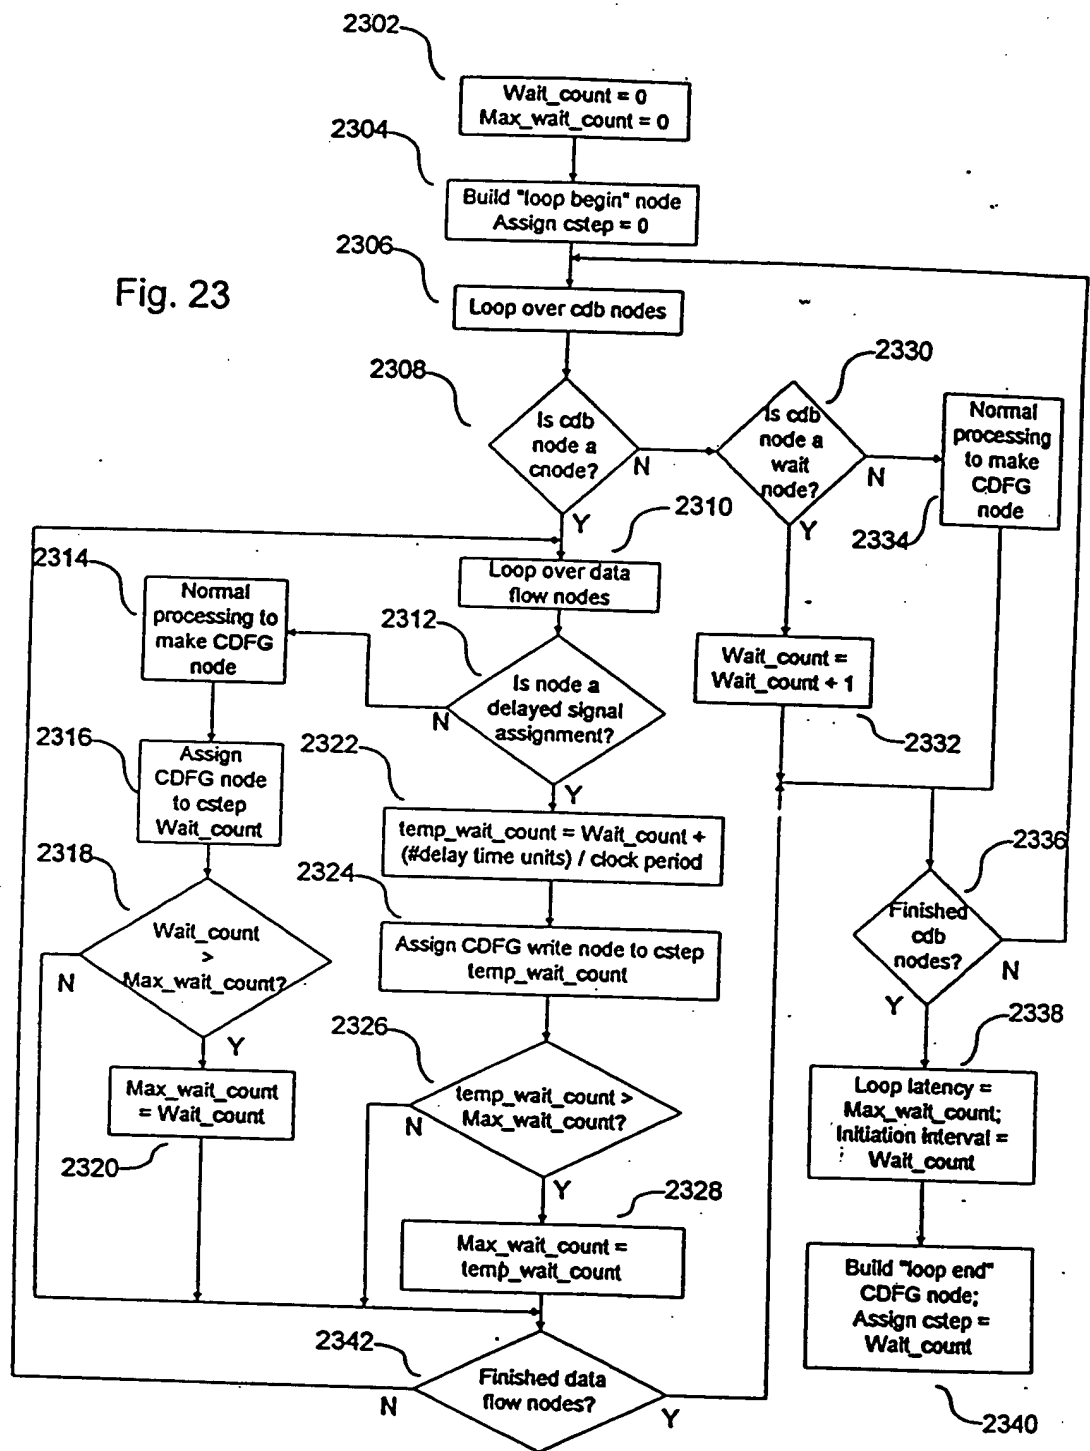 2302
Wait_count = 0
Max_wait_count = 0
2304
Build "loop begin" node
Assign cstep = 0
2306
Fig. 23
Loop over cdb nodes
2308
Is cdb
node a
cnode?
N
Y
2330
Is cdb
node a
wait
node?
N
Y
Normal
processing
to make
CDFG
node
2334
2310
Loop over data
flow nodes
2314
Normal
processing to
make CDFG
node
2312
Is node a
delayed signal
assignment?
N
Y
Wait_count =
Wait_count + 1
2332
2316
Assign
CDFG node
to cstep
Wait_count
2322
temp_wait_count = Wait_count +
(#delay time units) / clock period
2318
Wait_count
>
Max_wait_count?
N
Y
2324
Assign CDFG write node to cstep
temp_wait_count
2336
Finished
cdb
nodes?
N
Y
2326
temp_wait_count >
Max_wait_count?
N
Y
Max_wait_count
= Wait_count
2320
2338
Loop latency =
Max_wait_count;
Initiation interval =
Wait_count
2328
Max_wait_count =
temp_wait_count
Build "loop end"
CDFG node;
Assign cstep =
Wait_count
2340
2342
Finished data
flow nodes?
N
Y